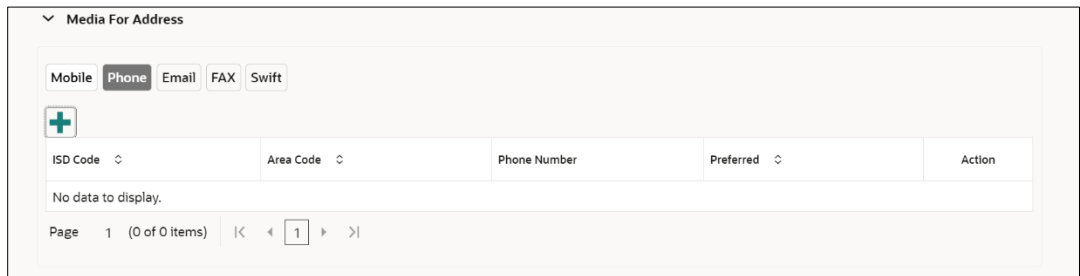 Media For Address
Mobile Phone Email FAX Swift
ISD Code Area Code Phone Number Preferred Action
No data to display.
Page 1 (0 of 0 items) 1